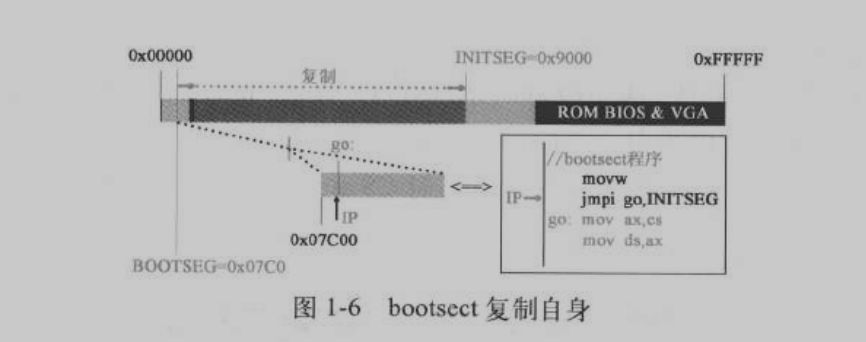 0x00000
INITSEG=0x9000
0xFFFFF
复制
ROM BIOS & VGA
go:
//bootsect程序
movw
IP
jmpi go,INITSEG
go: mov ax,cs
mov ds,ax
IP
0x07C00
BOOTSEG=0x07C0
图 1-6 bootsect 复制自身